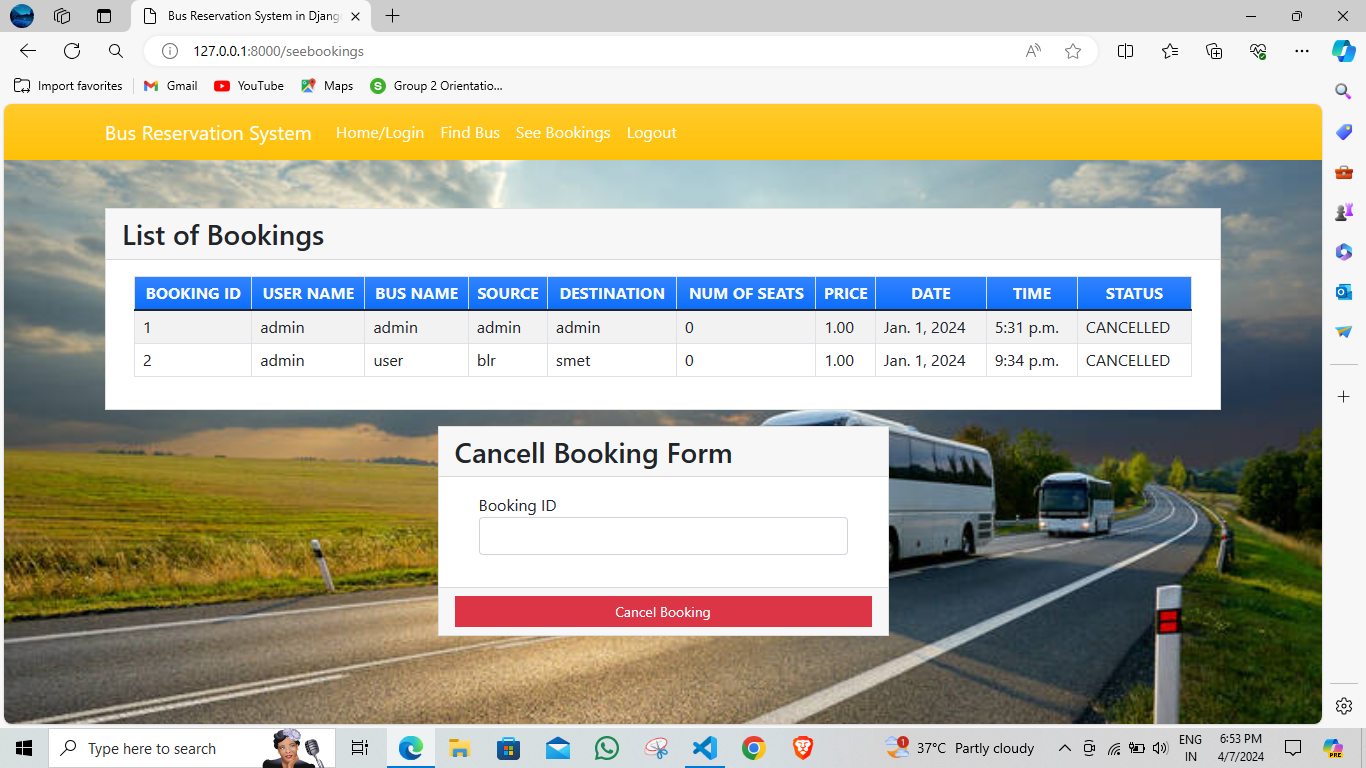 Bus Reservation System in Djang
127.0.0.1:8000/seebookings
Import favorites Gmail YouTube Maps Group 2 Orientatio...
Bus Reservation System Home/Login Find Bus See Bookings Logout
List of Bookings
BOOKING ID USER NAME BUS NAME SOURCE DESTINATION NUM OF SEATS PRICE DATE TIME STATUS
1 admin admin admin admin 0 1.00 Jan. 1, 2024 5:31 p.m. CANCELLED
2 admin user blr smet 0 1.00 Jan. 1, 2024 9:34 p.m. CANCELLED
Cancell Booking Form
Booking ID
Cancel Booking
Type here to search
1 37°C Partly cloudy
ENG
IN
6:53 PM
4/7/2024
PRE